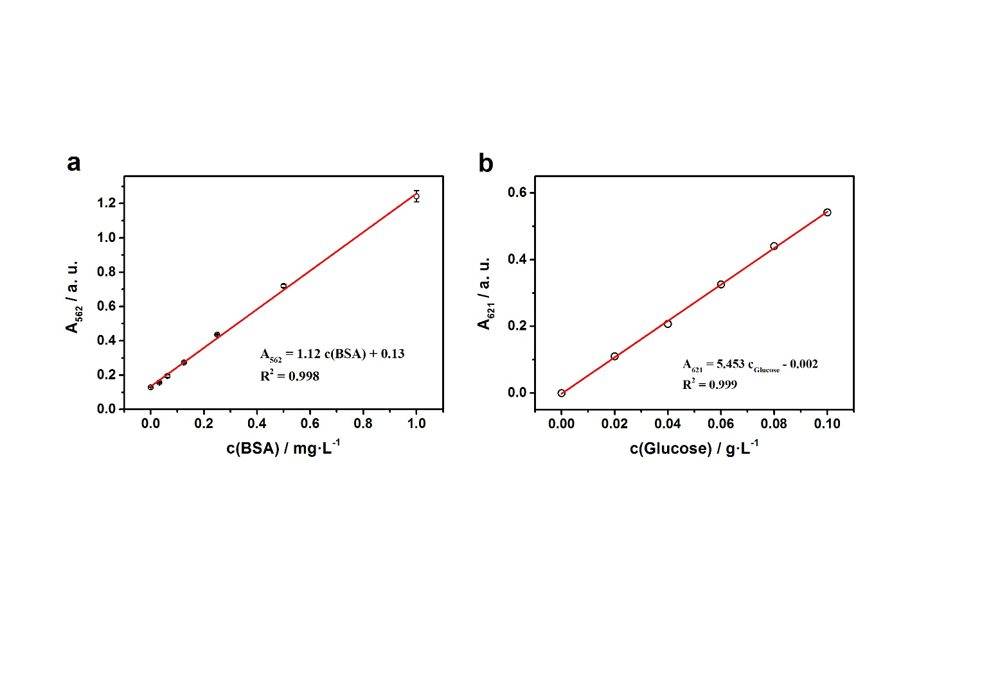 a
1.2
1.0
0.8
0.6
0.4
0.2
0.0
A562 / a. u.
A562 = 1.12 c(BSA) + 0.13
R2 = 0.998
0.0 0.2 0.4 0.6 0.8 1.0
c(BSA) / mg·L-1
b
0.6
0.4
0.2
0.0
A621 / a. u.
A621 = 5.453 cGlucose - 0.002
R2 = 0.999
0.00 0.02 0.04 0.06 0.08 0.10
c(Glucose) / g·L-1